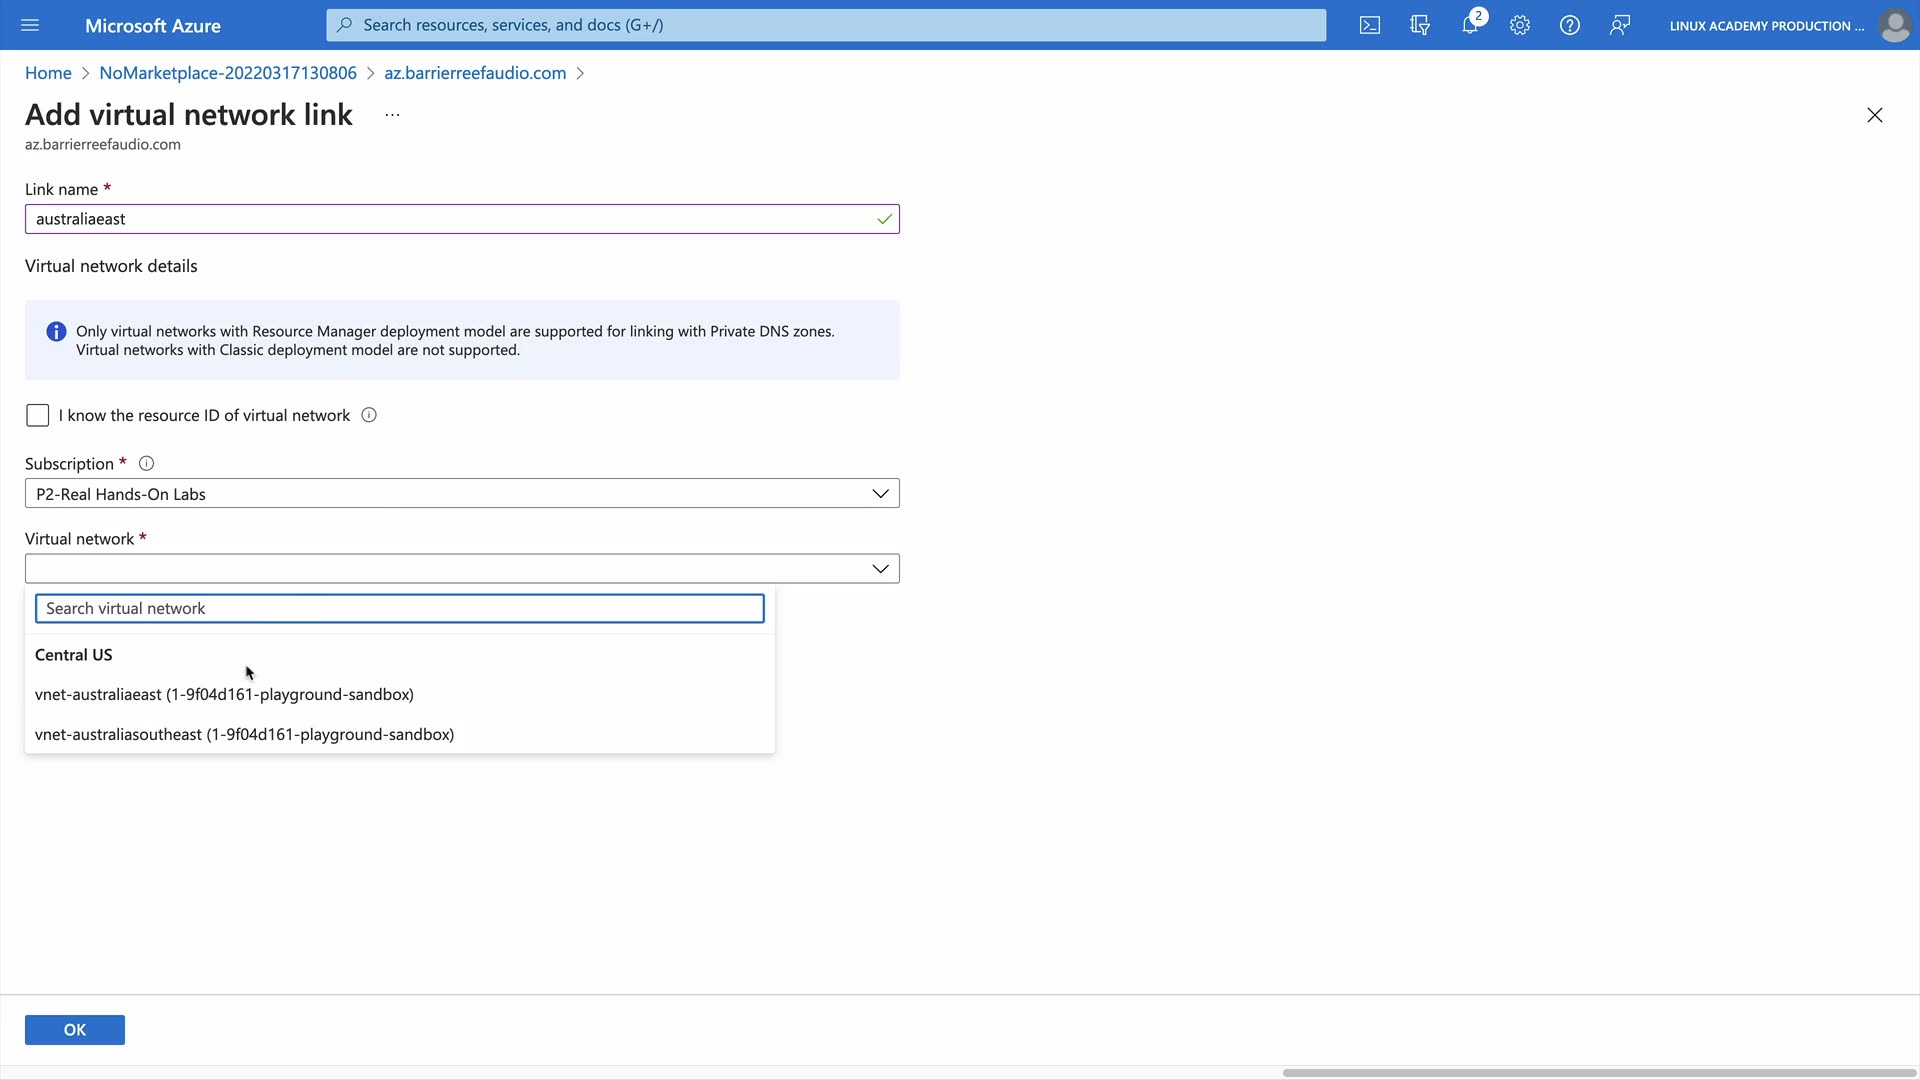 Microsoft Azure
Search resources, services, and docs (G+/)
2
LINUX ACADEMY PRODUCTION ...
Home > NoMarketplace-20220317130806 > az.barrierreefaudio.com >
Add virtual network link ...
az.barrierreefaudio.com
Link name *
australiaeast
Virtual network details
Only virtual networks with Resource Manager deployment model are supported for linking with Private DNS zones.
Virtual networks with Classic deployment model are not supported.
I know the resource ID of virtual network
Subscription *
P2-Real Hands-On Labs
Virtual network *
Search virtual network
Central US
vnet-australiaeast (1-9f04d161-playground-sandbox)
vnet-australiasoutheast (1-9f04d161-playground-sandbox)
OK